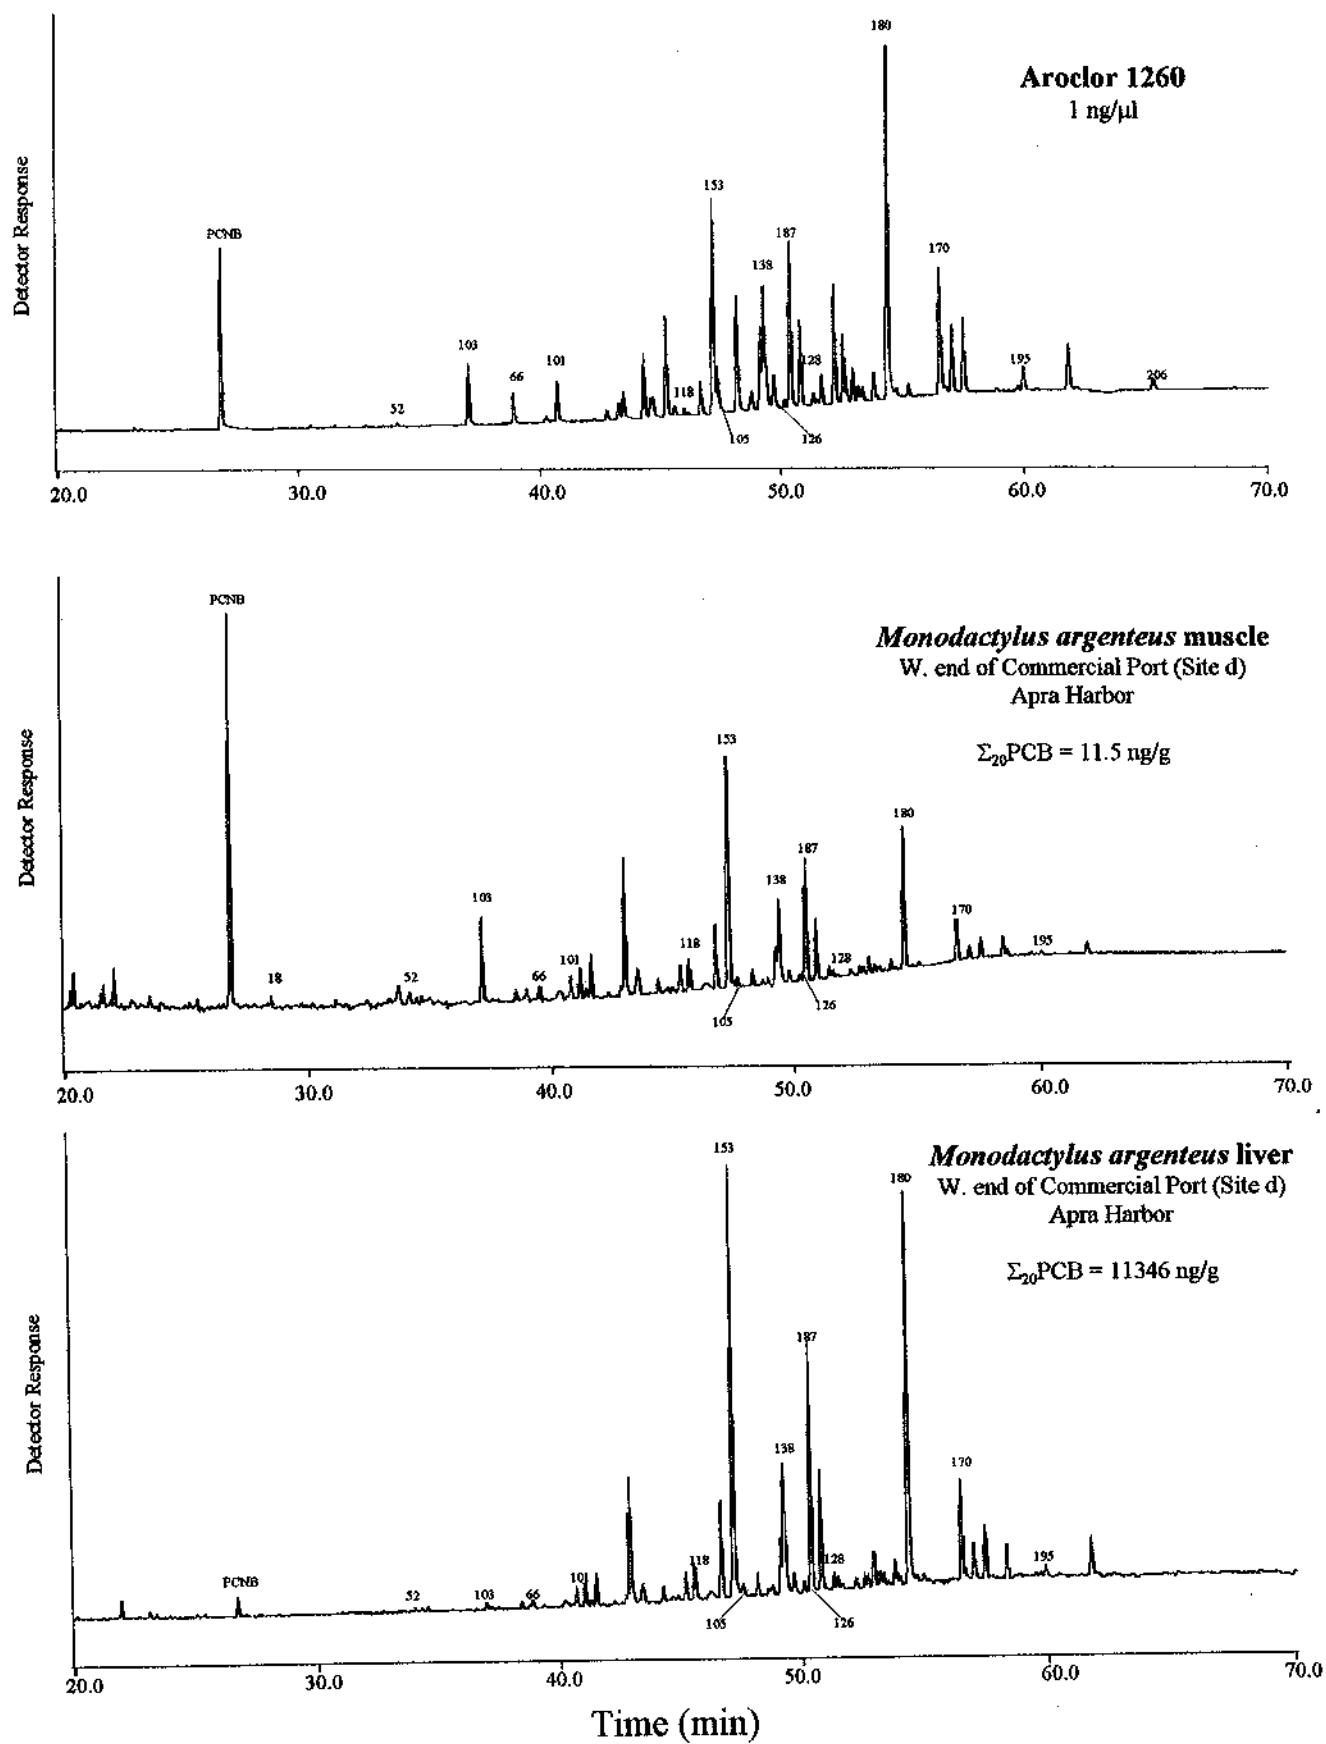 180
Aroclor 1260
1 ng/µl
153
PCNB
187
138
170
103
66
101
128
195
206
52
118
105
126
Detector Response
20.0 30.0 40.0 50.0 60.0 70.0
PCNB
Monodactylus argenteus muscle
W. end of Commercial Port (Site d)
Apra Harbor
Σ20PCB = 11.5 ng/g
153
180
187
138
103
170
118
101
128
195
18
52
66
105
126
Detector Response
20.0 30.0 40.0 50.0 60.0 70.0
153
Monodactylus argenteus liver
180
W. end of Commercial Port (Site d)
Apra Harbor
Σ20PCB = 11346 ng/g
187
138
170
118
128
195
101
PCNB
52
103
66
105
126
Detector Response
20.0 30.0 40.0 50.0 60.0 70.0
Time (min)